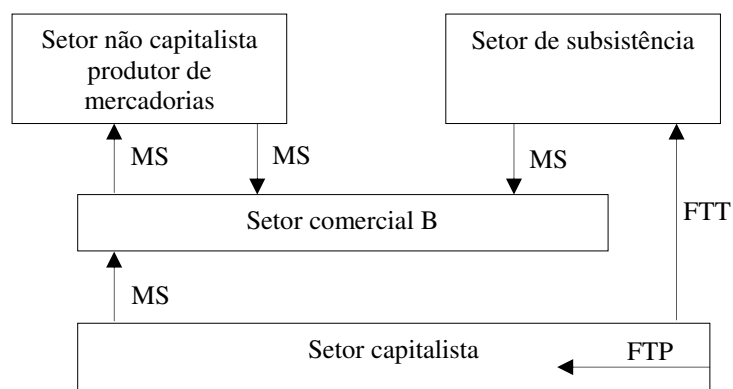 Setor não capitalista
produtor de
mercadorias
Setor de subsistência
MS
MS
MS
Setor comercial B
FTT
MS
Setor capitalista
FTP